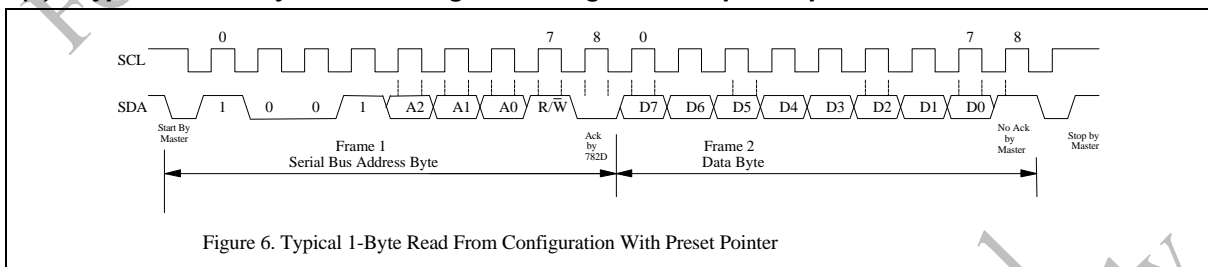 0 7 8 0 7 8
SCL
SDA 1 0 0 1 A2 A1 A0 R/W̅ D7 D6 D5 D4 D3 D2 D1 D0
Start By
Master
Frame 1
Serial Bus Address Byte
Ack
by
782D
Frame 2
Data Byte
No Ack
by
Master
Stop by
Master
Figure 6. Typical 1-Byte Read From Configuration With Preset Pointer